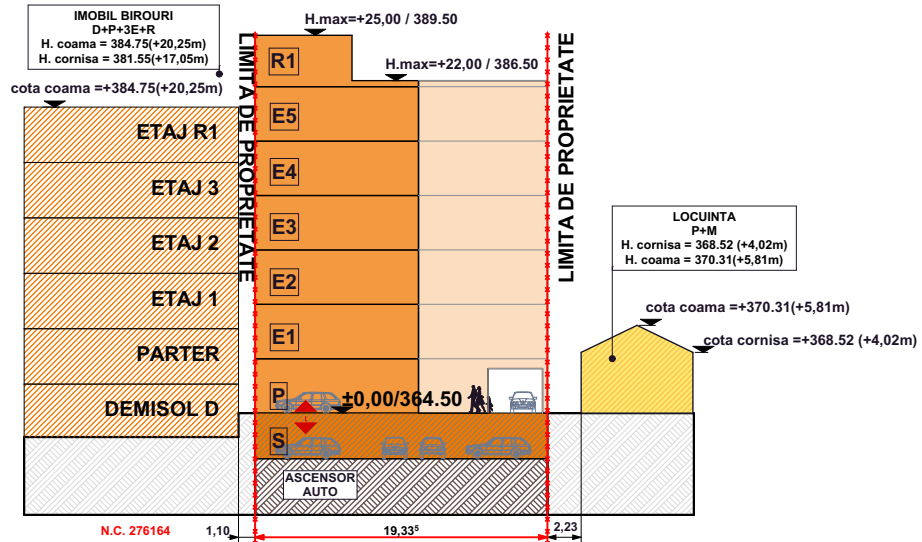 IMOBIL BIROURI
D+P+3E+R
H. coama = 384.75(+20,25m)
H. cornisa = 381.55(+17,05m)
cota coama =+384.75(+20,25m)
ETAJ R1
ETAJ 3
ETAJ 2
ETAJ 1
PARTER
DEMISOL D
LIMITA DE PROPRIETATE
H.max=+25,00 / 389.50
H.max=+22,00 / 386.50
R1
E5
E4
E3
E2
E1
P
±0,00/364.50
S
ASCENSOR
AUTO
LIMITA DE PROPRIETATE
LOCUINTA
P+M
H. cornisa = 368.52 (+4,02m)
H. coama = 370.31(+5,81m)
cota coama =+370.31(+5,81m)
cota cornisa=+368.52 (+4,02m)
N.C. 276164
1,10
19,33⁵
2,23